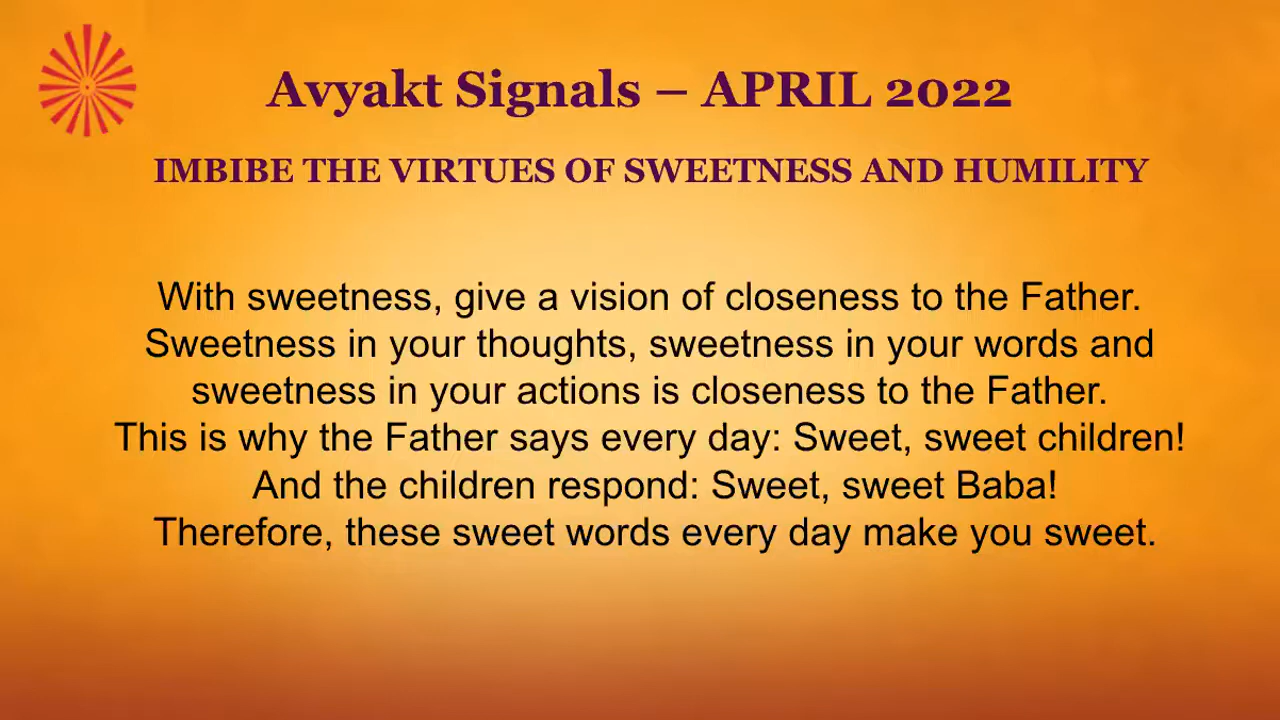 Avyakt Signals – APRIL 2022
IMBIBE THE VIRTUES OF SWEETNESS AND HUMILITY
With sweetness, give a vision of closeness to the Father.
Sweetness in your thoughts, sweetness in your words and
sweetness in your actions is closeness to the Father.
This is why the Father says every day: Sweet, sweet children!
And the children respond: Sweet, sweet Baba!
Therefore, these sweet words every day make you sweet.